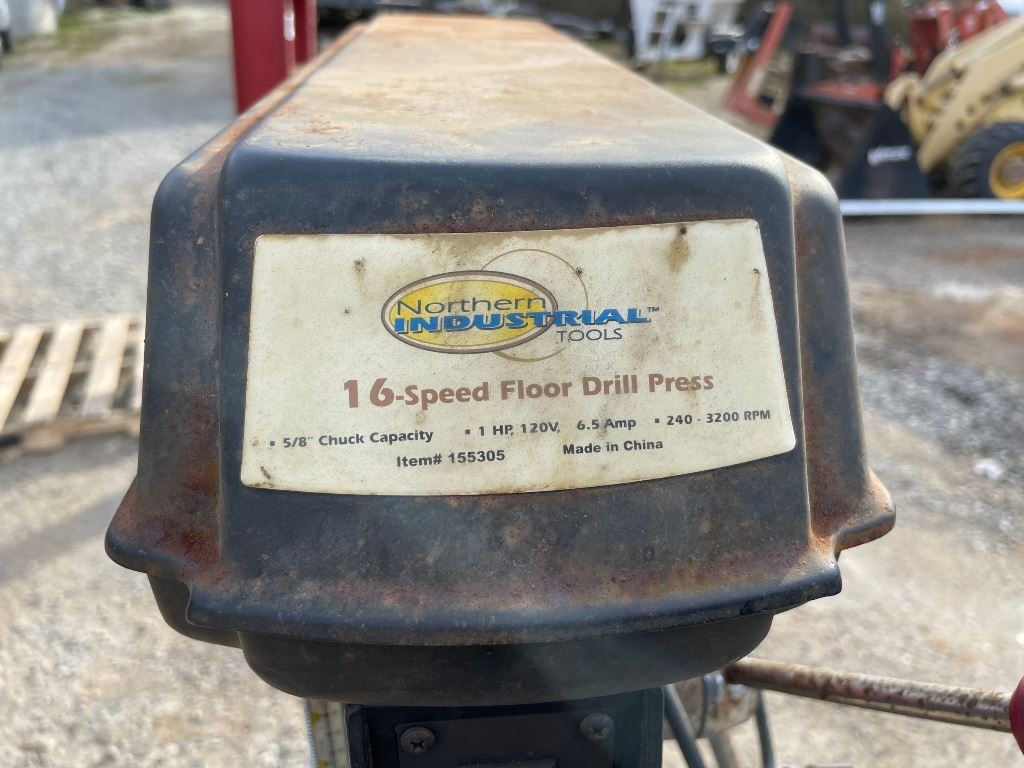 Northern
INDUSTRIAL™
TOOLS
16-Speed Floor Drill Press
▪ 5/8" Chuck Capacity ▪ 1 HP, 120V, 6.5 Amp ▪ 240 - 3200 RPM
Item# 155305 Made in China